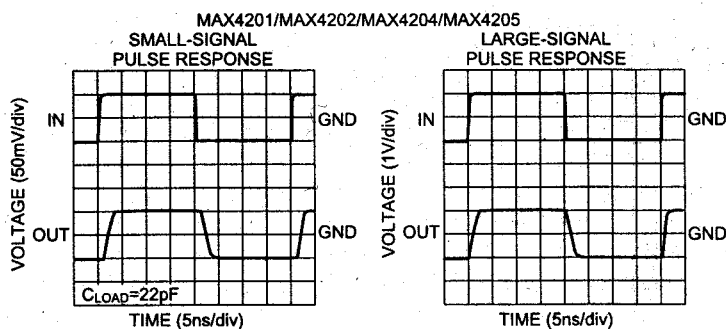 MAX4201/MAX4202/MAX4204/MAX4205
SMALL-SIGNAL
PULSE RESPONSE
VOLTAGE (50mV/div)
IN
GND
OUT
GND
CLOAD=22pF
TIME (5ns/div)
LARGE-SIGNAL
PULSE RESPONSE
VOLTAGE (1V/div)
IN
GND
OUT
GND
TIME (5ns/div)